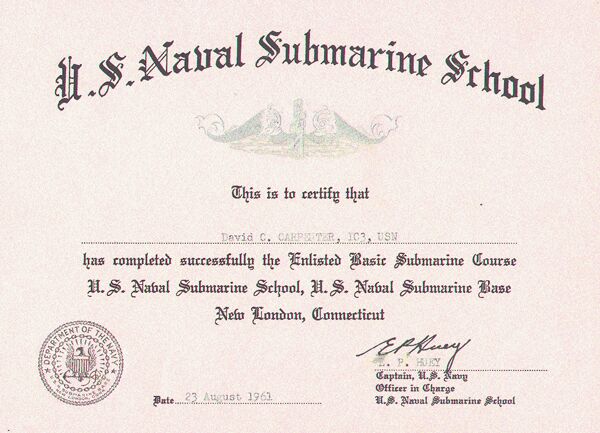 U. S. Naval Submarine School
This is to certify that
David C. CARPENTER, IC3, USN
has completed successfully the Enlisted Basic Submarine Course
U. S. Naval Submarine School, U. S. Naval Submarine Base
New London, Connecticut
DEPARTMENT OF THE NAVY
E P Huey
E. P. HUEY
Captain, U.S. Navy
Officer in Charge
U.S. Naval Submarine School
Date 23 August 1961